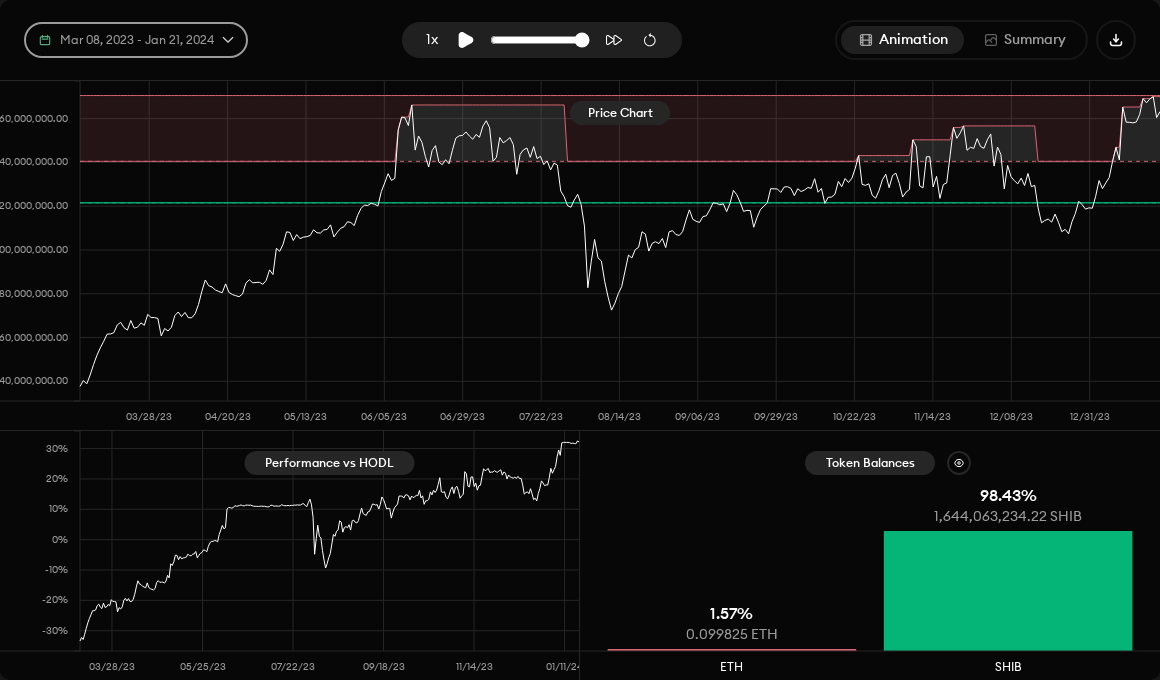 Mar 08, 2023 - Jan 21, 2024
1x
Animation
Summary
Price Chart
60,000,000.00
40,000,000.00
20,000,000.00
00,000,000.00
80,000,000.00
60,000,000.00
40,000,000.00
03/28/23 04/20/23 05/13/23 06/05/23 06/29/23 07/22/23 08/14/23 09/06/23 09/29/23 10/22/23 11/14/23 12/08/23 12/31/23
Performance vs HODL
30%
20%
10%
0%
-10%
-20%
-30%
03/28/23 05/25/23 07/22/23 09/18/23 11/14/23 01/11/24
Token Balances
98.43%
1,644,063,234.22 SHIB
1.57%
0.099825 ETH
ETH SHIB